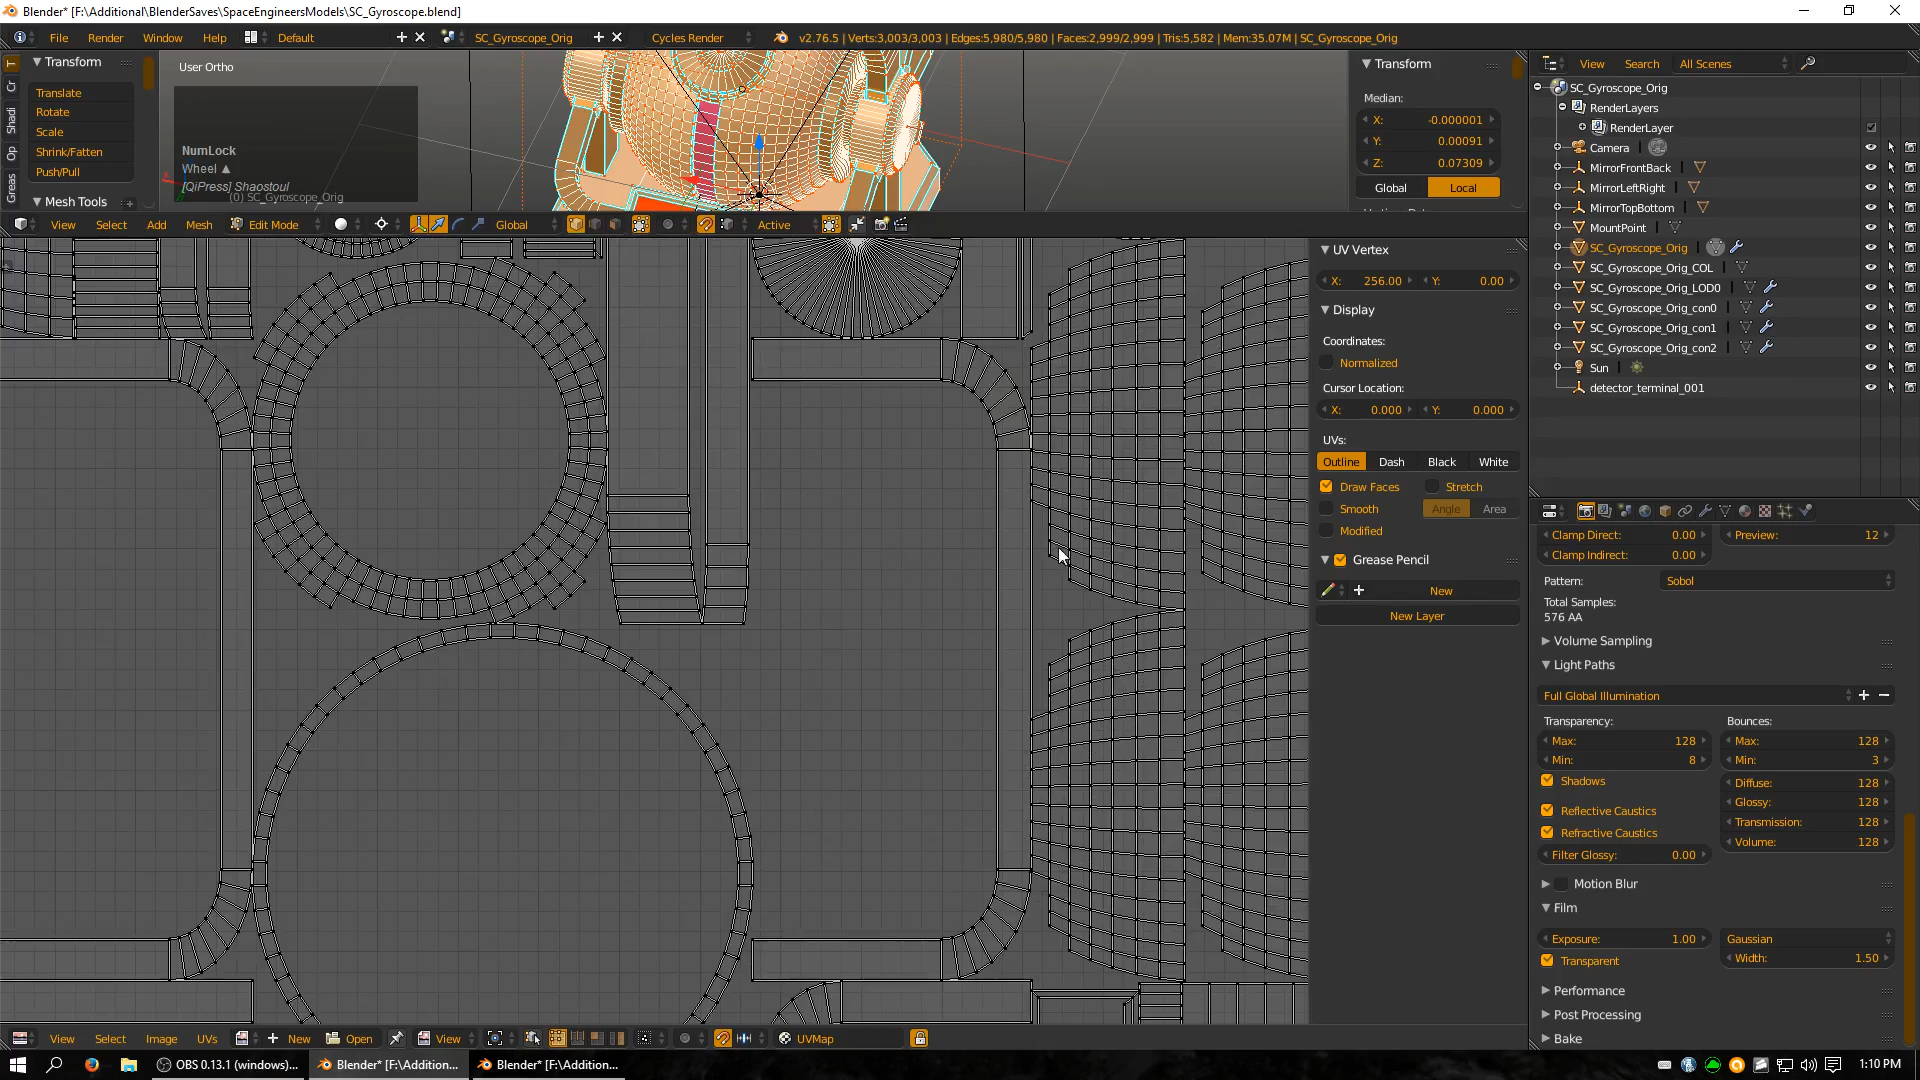 Blender* [F:\Additional\BlenderSaves\SpaceEngineersModels\SC_Gyroscope.blend]
File Render Window Help Default SC_Gyroscope_Orig Cycles Render v2.76.5 | Verts:3,003/3,003 | Edges:5,980/5,980 | Faces:2,999/2,999 | Tris:5,582 | Mem:35.07M | SC_Gyroscope_Orig
Transform
Translate
Rotate
Scale
Shrink/Fatten
Push/Pull
Mesh Tools
T
Cr
Shadi
Op
Greas
User Ortho
NumLock
Wheel ▲
[QiPress] Shaostoul
(0) SC_Gyroscope_Orig
Transform
Median:
X: -0.000001
Y: 0.00091
Z: 0.07309
Global Local
View Select Add Mesh Edit Mode Global Active
UV Vertex
X: 256.00 Y: 0.00
Display
Coordinates:
Normalized
Cursor Location:
X: 0.000 Y: 0.000
UVs:
Outline Dash Black White
Draw Faces Stretch
Smooth Angle Area
Modified
Grease Pencil
New
New Layer
View Search All Scenes
SC_Gyroscope_Orig
RenderLayers
RenderLayer
Camera
MirrorFrontBack
MirrorLeftRight
MirrorTopBottom
MountPoint
SC_Gyroscope_Orig
SC_Gyroscope_Orig_COL
SC_Gyroscope_Orig_LOD0
SC_Gyroscope_Orig_con0
SC_Gyroscope_Orig_con1
SC_Gyroscope_Orig_con2
Sun
detector_terminal_001
Clamp Direct: 0.00 Preview: 12
Clamp Indirect: 0.00
Pattern: Sobol
Total Samples:
576 AA
Volume Sampling
Light Paths
Full Global Illumination
Transparency: Bounces:
Max: 128 Max: 128
Min: 8 Min: 3
Shadows Diffuse: 128
Reflective Caustics Glossy: 128
Refractive Caustics Transmission: 128
Filter Glossy: 0.00 Volume: 128
Motion Blur
Film
Exposure: 1.00 Gaussian
Transparent Width: 1.50
Performance
Post Processing
Bake
View Select Image UVs New Open View UVMap
OBS 0.13.1 (windows)... Blender* [F:\Addition... Blender* [F:\Addition... 1:10 PM